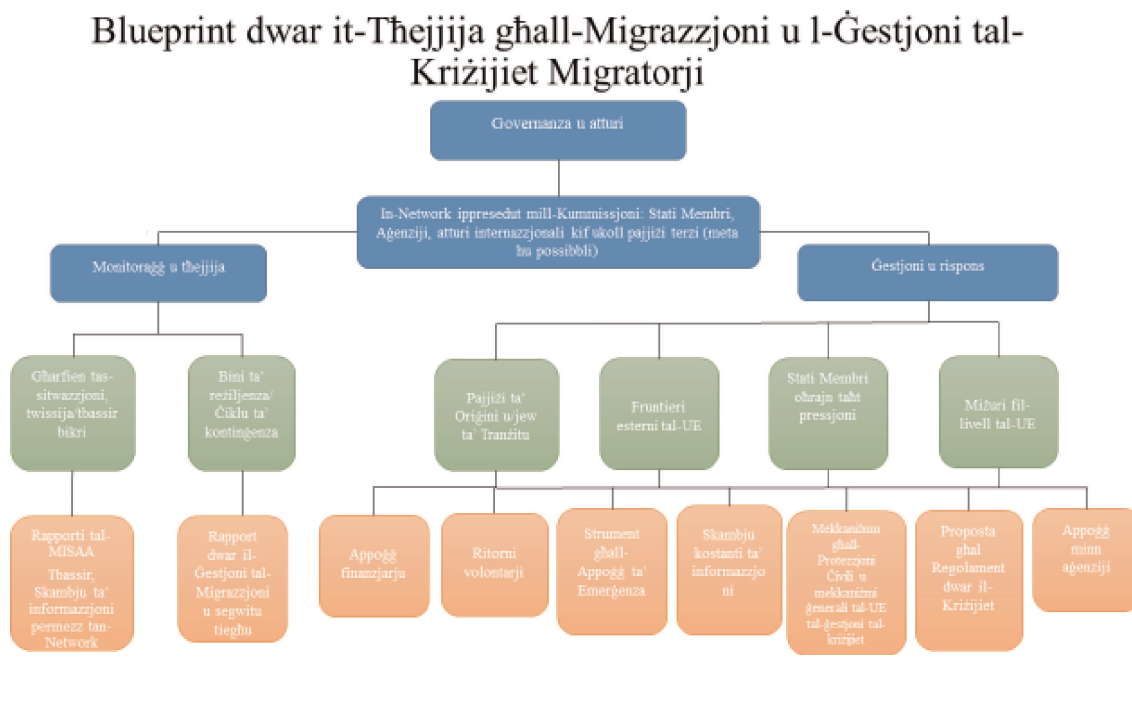 Blueprint dwar it-Tħejjija għall-Migrazzjoni u l-Ġestjoni tal-
Kriżijiet Migratorji
Governanza u atturi
In-Network ippresedut mill-Kummissjoni: Stati Membri,
Aġenziji, atturi internazzjonali kif ukoll pajjiżi terzi (meta
hu possibbli)
Monitoraġġ u tħejjija
Ġestjoni u rispons
Għarfien tas-
sitwazzjoni,
twissija/tbassir
bikri
Bini ta'
reżiljenza/
Ċiklu ta'
kontinġenza
Pajjiżi ta'
Oriġini u/jew
ta' Tranżitu
Fruntieri
esterni tal-UE
Stati Membri
oħrajn taħt
pressjoni
Miżuri fil-
livell tal-UE
Rapporti tal-
MISAA
Tbassir,
Skambju ta'
informazzjoni
permezz tan-
Network
Rapport
dwar il-
Ġestjoni tal-
Migrazzjoni
u segwitu
tiegħu
Appoġġ
finanzjarju
Ritorni
volontarji
Strument
għall-
Appoġġ ta'
Emerġenza
Skambju
kostanti ta'
informazzjo
ni
Mekkaniżmu
għall-
Protezzjoni
Ċivili u
mekkaniżmi
ġenerali tal-UE
tal-ġestjoni tal-
kriżijiet
Proposta
għal
Regolament
dwar il-
Kriżijiet
Appoġġ
minn
aġenziji